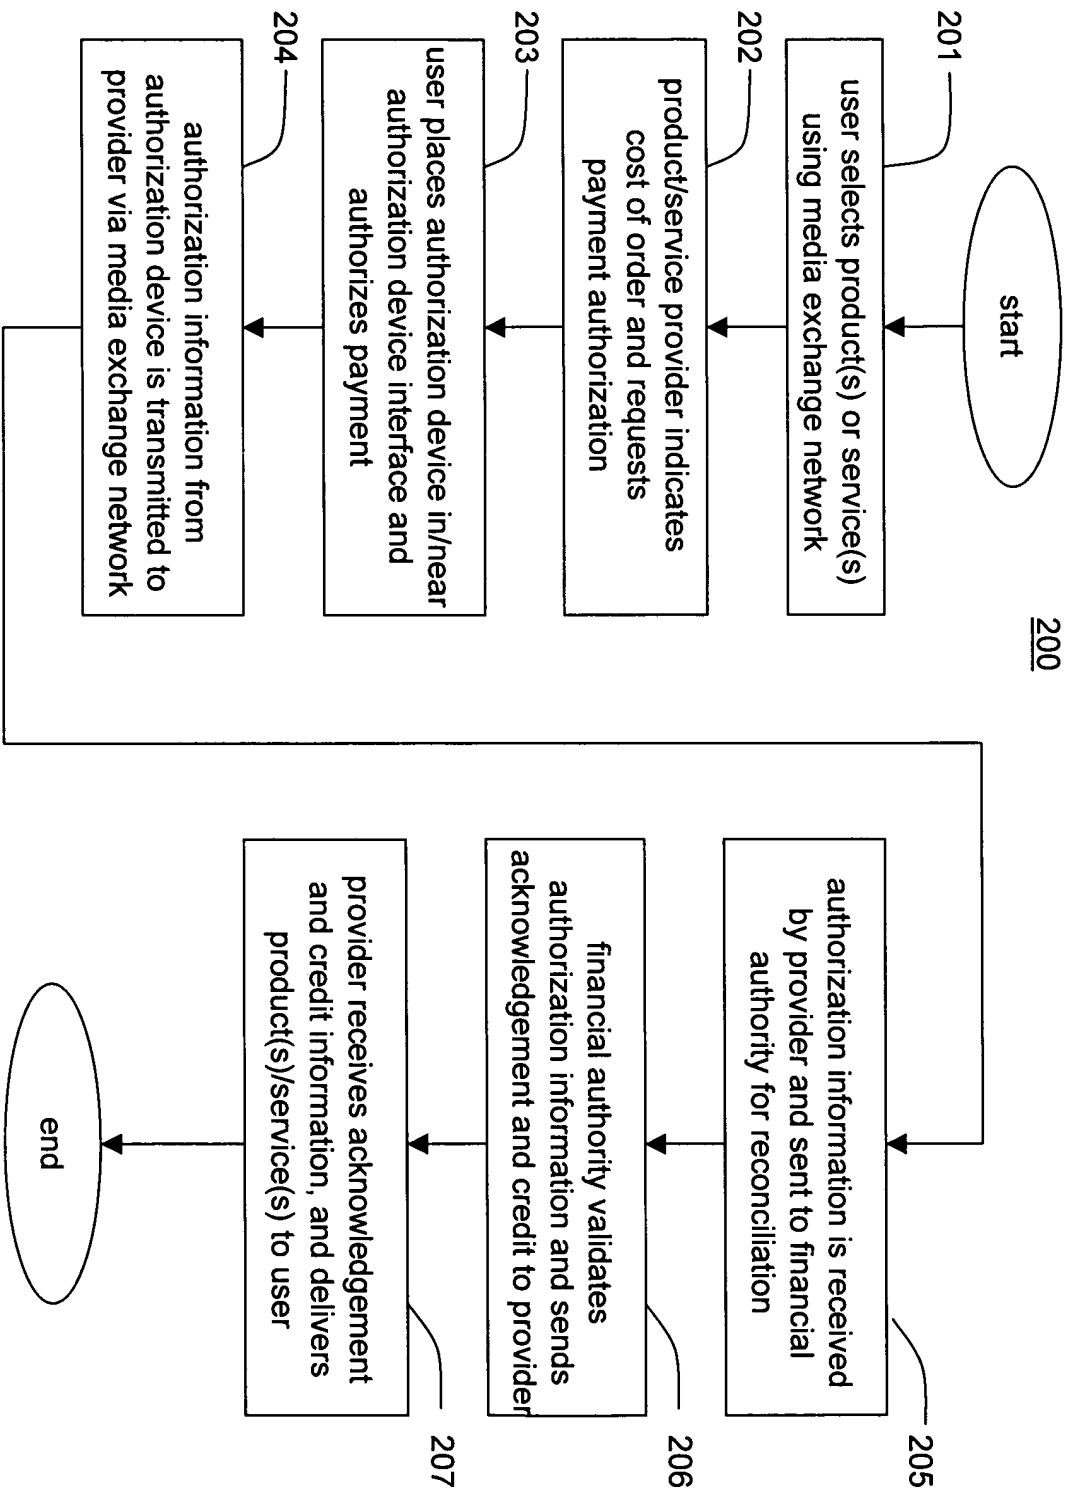 200
start
201
user selects product(s) or service(s)
using media exchange network
202
product/service provider indicates
cost of order and requests
payment authorization
203
user places authorization device in/near
authorization device interface and
authorizes payment
204
authorization information from
authorization device is transmitted to
provider via media exchange network
205
authorization information is received
by provider and sent to financial
authority for reconciliation
206
financial authority validates
authorization information and sends
acknowledgement and credit to provider
207
provider receives acknowledgement
and credit information, and delivers
product(s)/service(s) to user
end